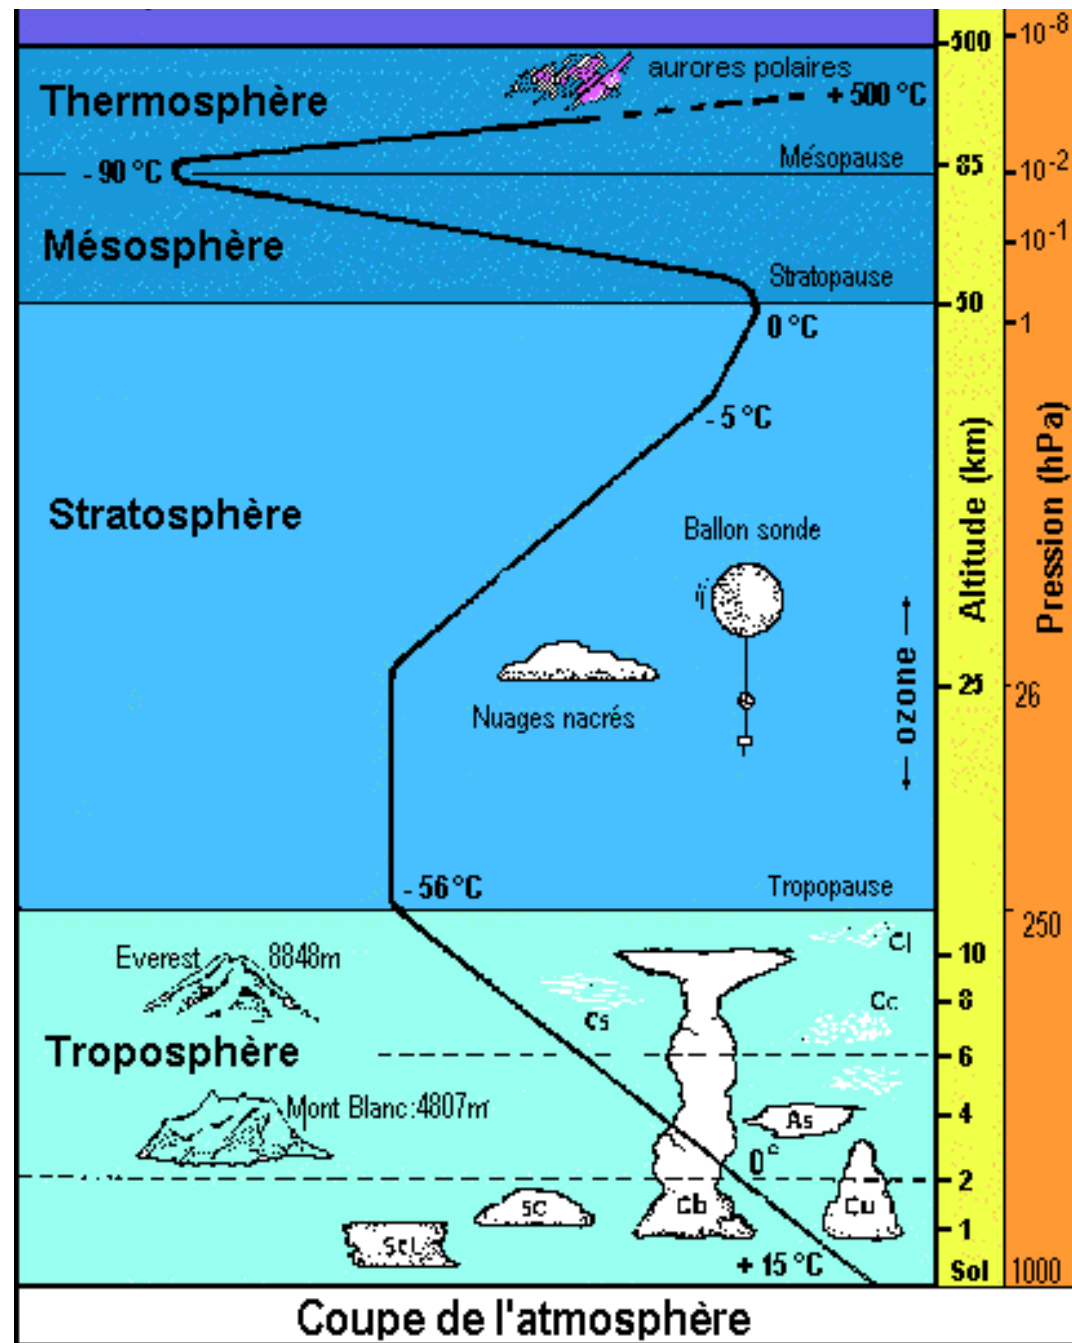 500
10-8
aurores polaires
Thermosphère
+ 500 °C
Mésopause
- 90 °C
85
10-2
Mésosphère
10-1
Stratopause
50
0 °C
1
- 5 °C
Altitude (km)
Pression (hPa)
Stratosphère
Ballon sonde
ozone
25
26
Nuages nacrés
- 56 °C
Tropopause
250
Everest 8848m
10
Cs
8
Cc
Troposphère
6
Mont Blanc:4807m
4
As
0°
2
SC
Cb
Cu
1
+ 15 °C
Sol
1000
Coupe de l'atmosphère